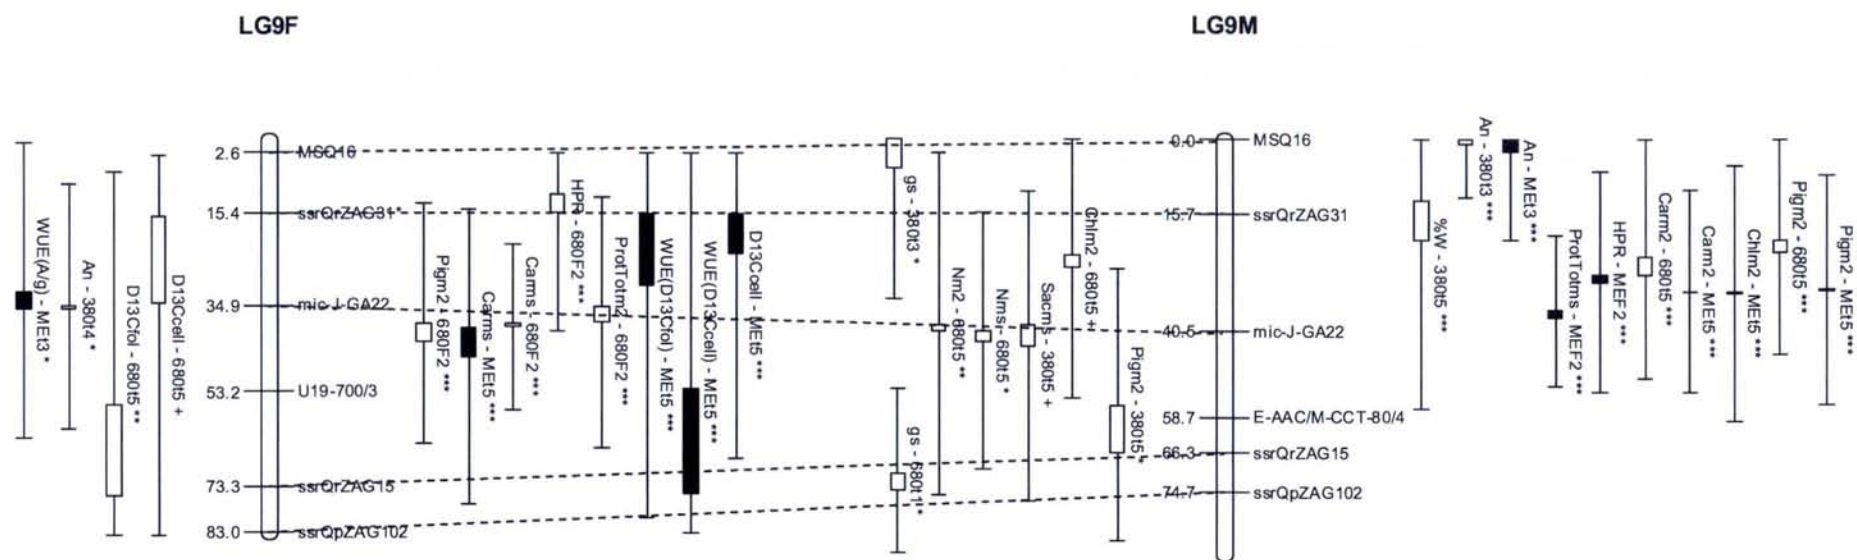 LG9F
LG9M
WUE(A/g) - MEt3 *
An - 380t4 *
D13Cfol - 680t5 **
D13Ccell - 680t5 +
2.6
MSQ16
15.4
ssrQrZAG31*
34.9
mic-J-GA22
53.2
U19-700/3
73.3
ssrQrZAG15
83.0
ssrQpZAG102
Pigm2 - 680F2 ***
Carms - MEt5 ***
Carms - 680F2 ***
HPR - 680F2 ***
ProtTotm2 - 680F2 ***
WUE(D13Cfol) - MEt5 ***
WUE(D13Ccell) - MEt5 ***
D13Ccell - MEt5 ***
gs - 380t3 *
gs - 680t1 *
Nm2 - 680t5 **
Nms - 680t5 *
Sacms - 380t5 +
Chlm2 - 680t5 +
Pigm2 - 380t5 *
0.0
MSQ16
15.7
ssrQrZAG31
40.5
mic-J-GA22
58.7
E-AAC/M-CCT-80/4
66.3
ssrQrZAG15
74.7
ssrQpZAG102
%W - 380t5 ***
An - 380t3 ***
An - MEt3 ***
ProtTotms - MEF2 ***
HPR - MEF2 ***
Carm2 - 680t5 ***
Carm2 - MEt5 ***
Chlm2 - MEt5 ***
Pigm2 - 680t5 ***
Pigm2 - MEt5 ***